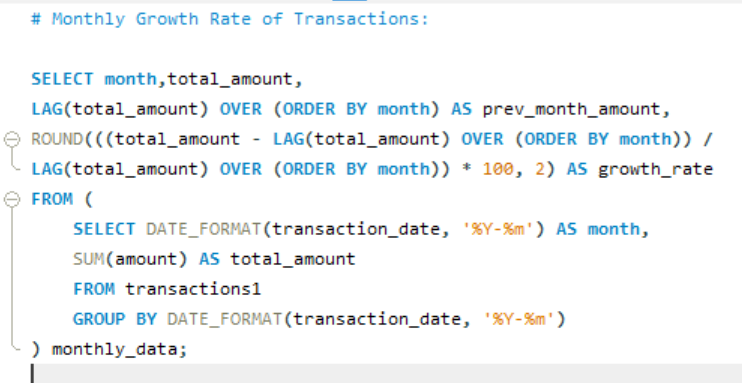 # Monthly Growth Rate of Transactions:
SELECT month,total_amount,
LAG(total_amount) OVER (ORDER BY month) AS prev_month_amount,
ROUND(((total_amount - LAG(total_amount) OVER (ORDER BY month)) /
LAG(total_amount) OVER (ORDER BY month)) * 100, 2) AS growth_rate
FROM (
SELECT DATE_FORMAT(transaction_date, '%Y-%m') AS month,
SUM(amount) AS total_amount
FROM transactions1
GROUP BY DATE_FORMAT(transaction_date, '%Y-%m')
) monthly_data;